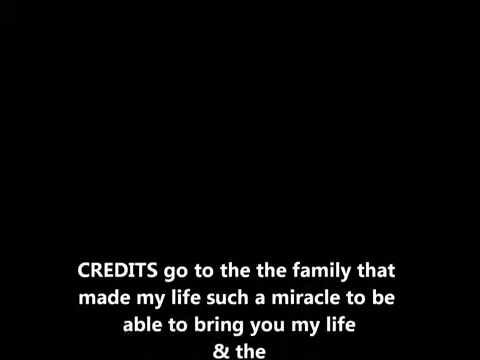 CREDITS go to the the family that
made my life such a miracle to be
able to bring you my life
& the